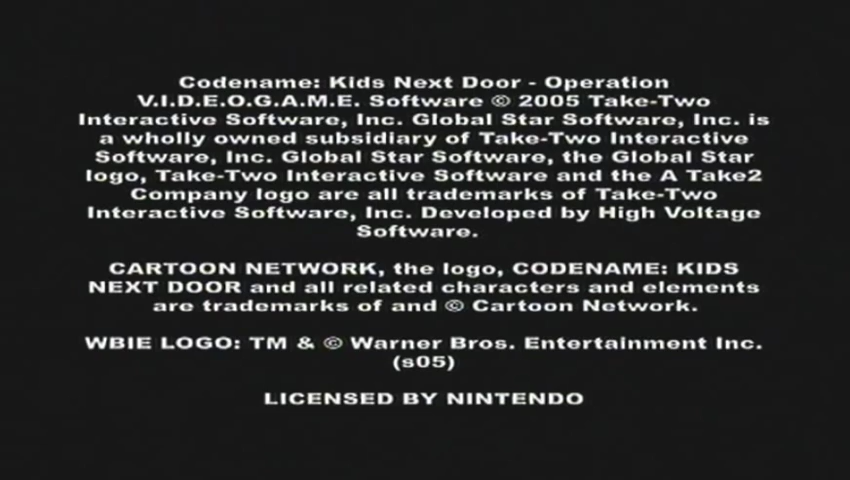 Codename: Kids Next Door - Operation
V.I.D.E.O.G.A.M.E. Software © 2005 Take-Two
Interactive Software, Inc. Global Star Software, Inc. is
a wholly owned subsidiary of Take-Two Interactive
Software, Inc. Global Star Software, the Global Star
logo, Take-Two Interactive Software and the A Take2
Company logo are all trademarks of Take-Two
Interactive Software, Inc. Developed by High Voltage
Software.
CARTOON NETWORK, the logo, CODENAME: KIDS
NEXT DOOR and all related characters and elements
are trademarks of and © Cartoon Network.
WBIE LOGO: TM & © Warner Bros. Entertainment Inc.
(s05)
LICENSED BY NINTENDO